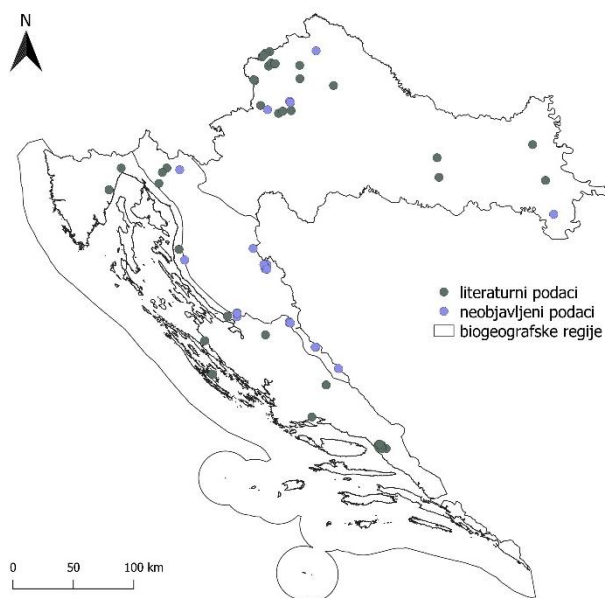 N
literaturni podaci
neobjavljeni podaci
biogeografske regije
0 50 100 km